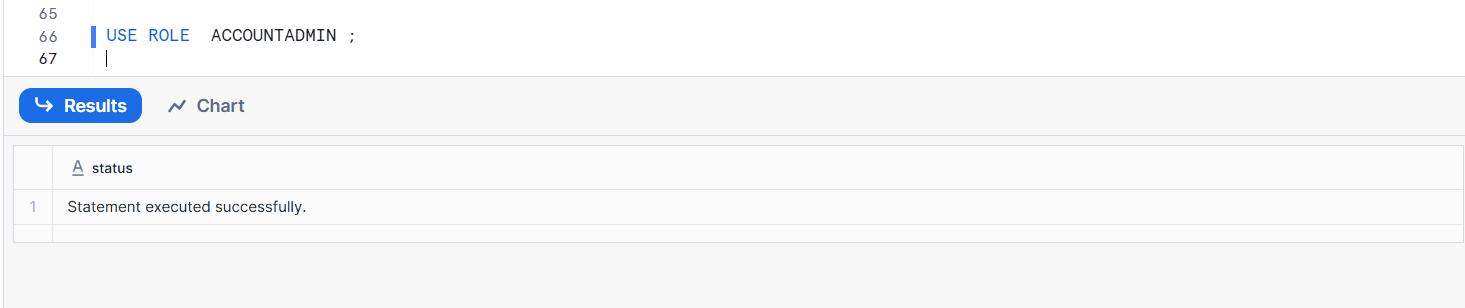 65
66 USE ROLE  ACCOUNTADMIN ;
67
Results Chart
A status
1 Statement executed successfully.